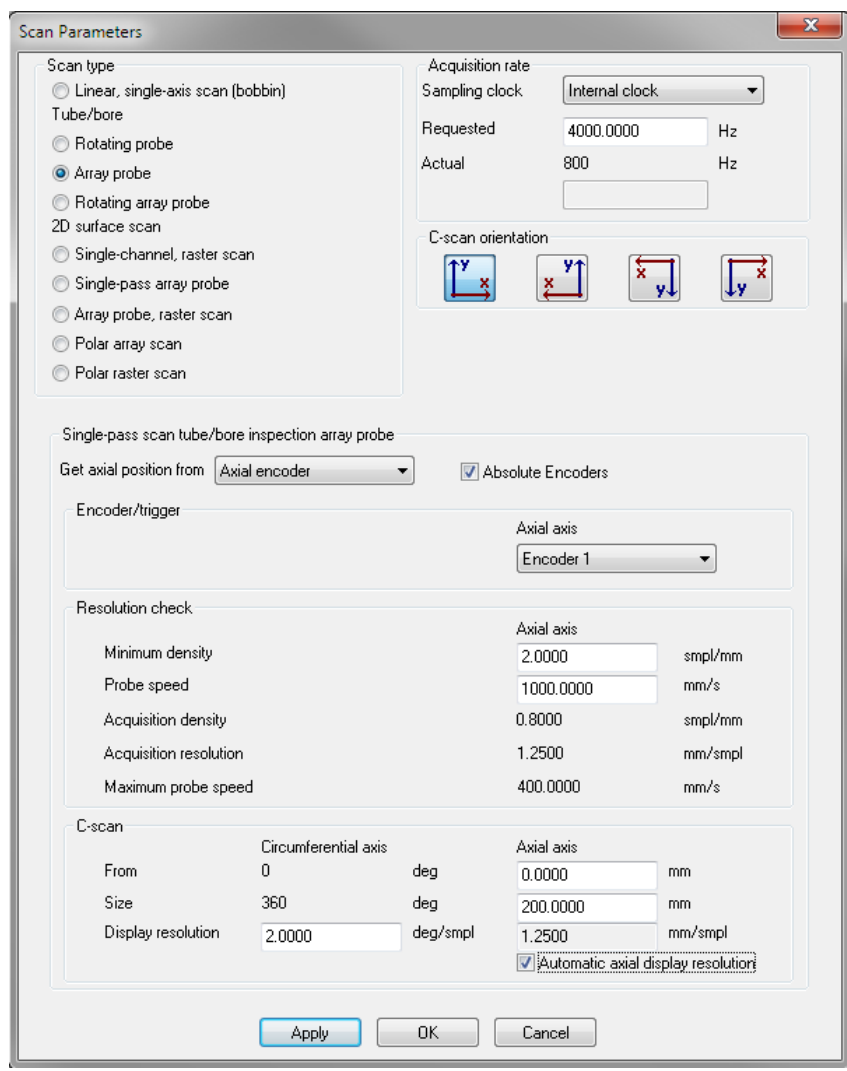 Scan Parameters
Scan type
Linear, single-axis scan (bobbin)
Tube/bore
Rotating probe
Array probe
Rotating array probe
2D surface scan
Single-channel, raster scan
Single-pass array probe
Array probe, raster scan
Polar array scan
Polar raster scan
Acquisition rate
Sampling clock Internal clock
Requested 4000.0000 Hz
Actual 800 Hz
C-scan orientation
Y x
x Y
x y
x y
Single-pass scan tube/bore inspection array probe
Get axial position from Axial encoder Absolute Encoders
Encoder/trigger
Axial axis
Encoder 1
Resolution check
Axial axis
Minimum density 2.0000 smpl/mm
Probe speed 1000.0000 mm/s
Acquisition density 0.8000 smpl/mm
Acquisition resolution 1.2500 mm/smpl
Maximum probe speed 400.0000 mm/s
C-scan
Circumferential axis Axial axis
From 0 deg 0.0000 mm
Size 360 deg 200.0000 mm
Display resolution 2.0000 deg/smpl 1.2500 mm/smpl
Automatic axial display resolution
Apply OK Cancel